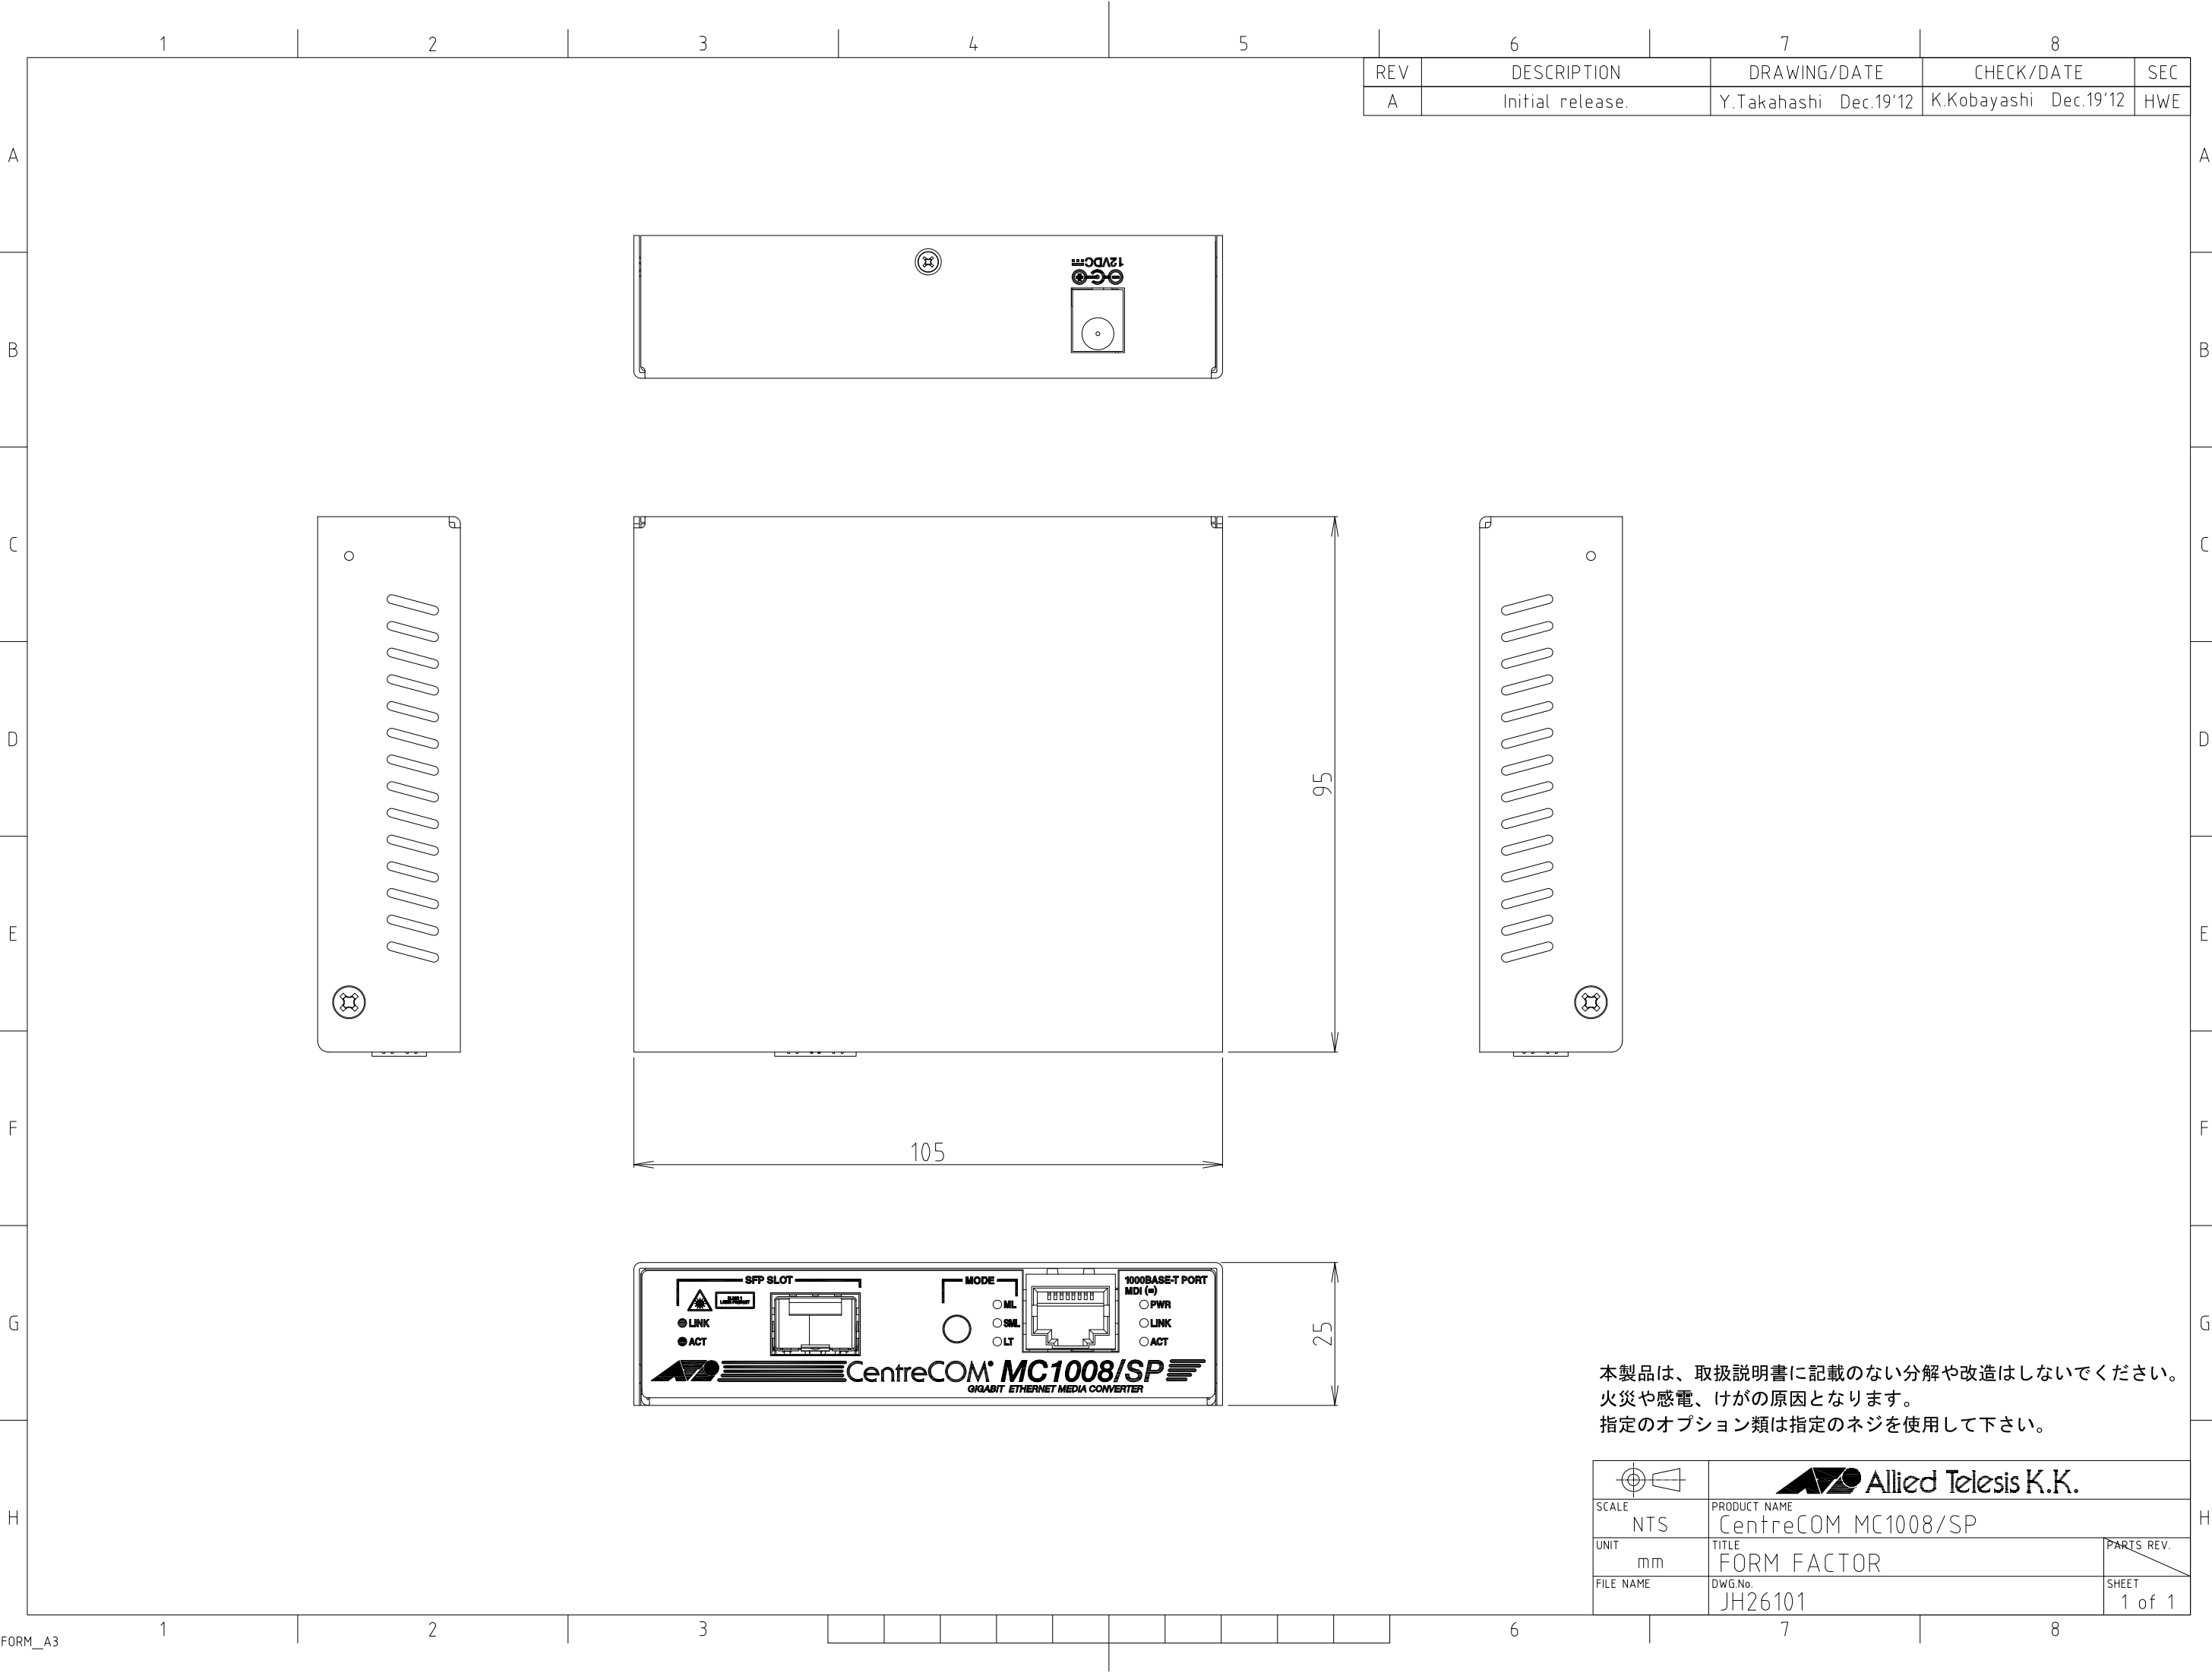 1 2 3 4 5 6 7 8
REV DESCRIPTION DRAWING/DATE CHECK/DATE SEC
A Initial release. Y.Takahashi Dec.19'12 K.Kobayashi Dec.19'12 HWE
A A
12VDC
B B
C C
D D
95
E E
F F
105
SFP SLOT MODE 1000BASE-T PORT
MDI (=)
ML PWR
G LINK SML LINK G
25
ACT LT ACT
CentreCOM MC1008/SP
GIGABIT ETHERNET MEDIA CONVERTER
本製品は、取扱説明書に記載のない分解や改造はしないでください。
火災や感電、けがの原因となります。
指定のオプション類は指定のネジを使用して下さい。
Allied Telesis K.K.
H H
SCALE PRODUCT NAME
NTS CentreCOM MC1008/SP
UNIT TITLE PARTS REV.
mm FORM FACTOR
FILE NAME DWG.No. SHEET
JH26101 1 of 1
1 2 3 6 7 8
FORM_A3